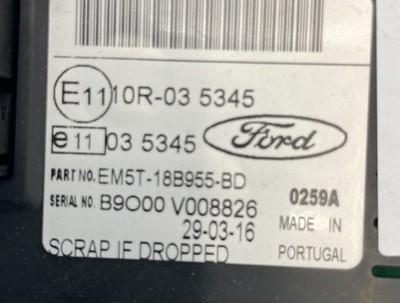 E11 10R-03 5345
e 11 03 5345 Ford
PART NO. EM5T-18B955-BD
SERIAL NO. B9O00 V008826 0259A
29-03-16 MADE IN
SCRAP IF DROPPED PORTUGAL